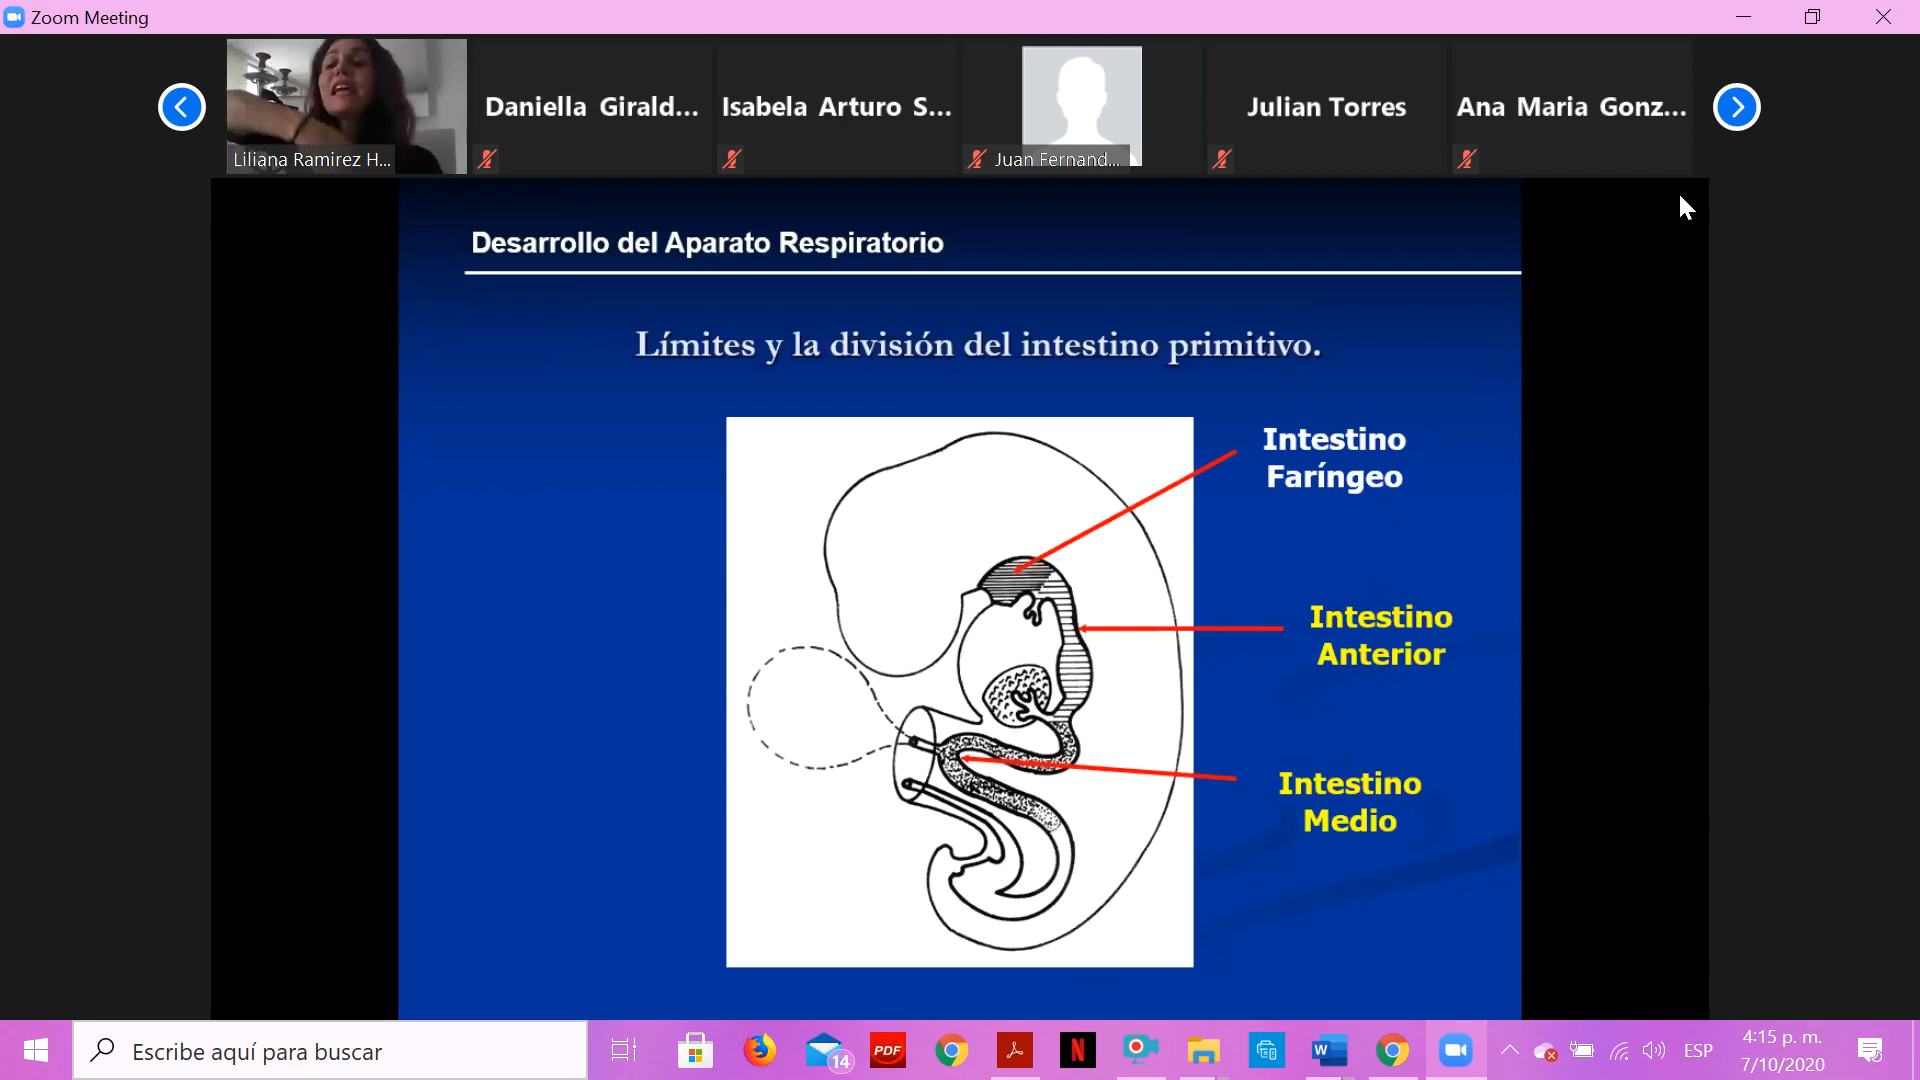 Zoom Meeting
Liliana Ramirez H...
Daniella Girald...
Isabela Arturo S...
Juan Fernand...
Julian Torres
Ana Maria Gonz...
Desarrollo del Aparato Respiratorio
Límites y la división del intestino primitivo.
Intestino
Faríngeo
Intestino
Anterior
Intestino
Medio
Escribe aquí para buscar
14
PDF
N
W
ESP
4:15 p. m.
7/10/2020